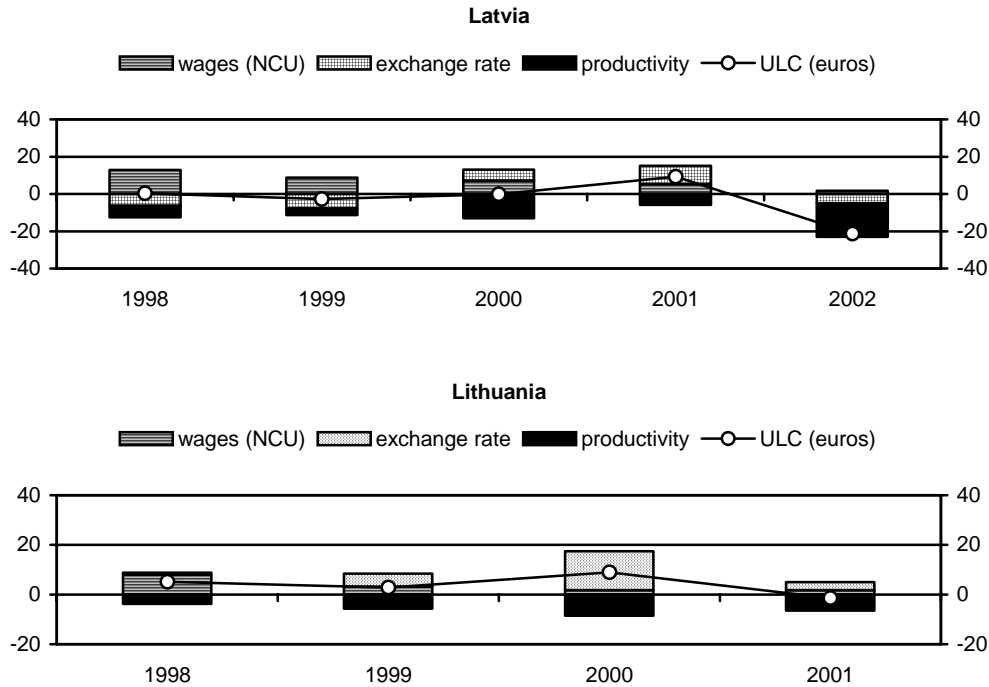 Latvia
wages (NCU) exchange rate productivity ULC (euros)
40 40
20 20
0 0
-20 -20
-40 -40
1998 1999 2000 2001 2002
Lithuania
wages (NCU) exchange rate productivity ULC (euros)
40 40
20 20
0 0
-20 -20
1998 1999 2000 2001